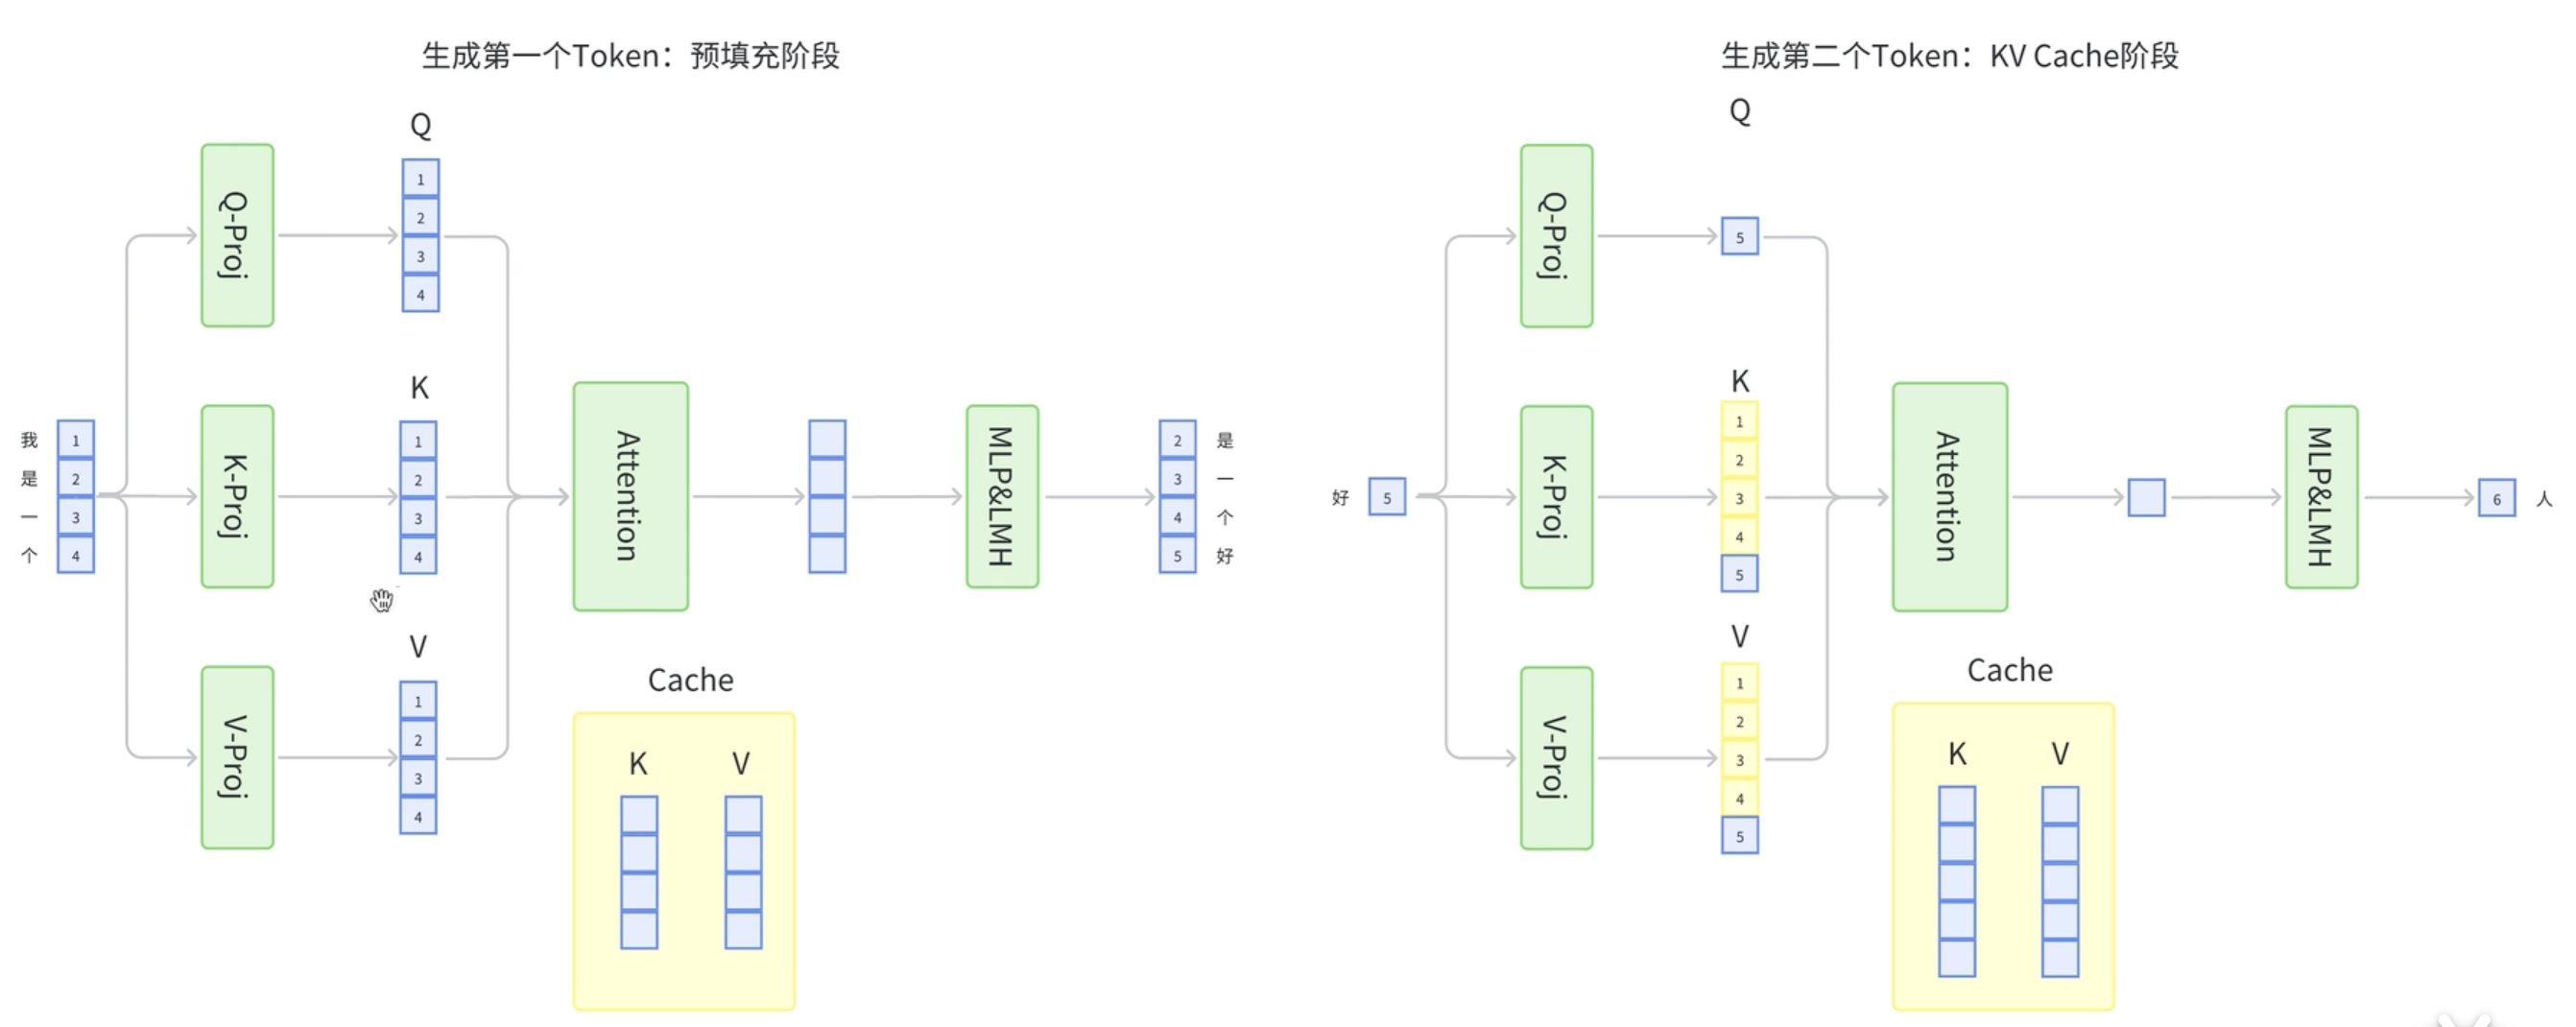 生成第一个Token：预填充阶段
Q
1
2
3
4
Q-Proj
K
1
2
3
4
K-Proj
我 1
是 2
一 3
个 4
V
1
2
3
4
V-Proj
Attention
MLP&LMH
2 是
3 一
4 个
5 好
Cache
K V
生成第二个Token：KV Cache阶段
Q
5
Q-Proj
K
1
2
3
4
5
K-Proj
好 5
V
1
2
3
4
5
V-Proj
Attention
MLP&LMH
6 人
Cache
K V